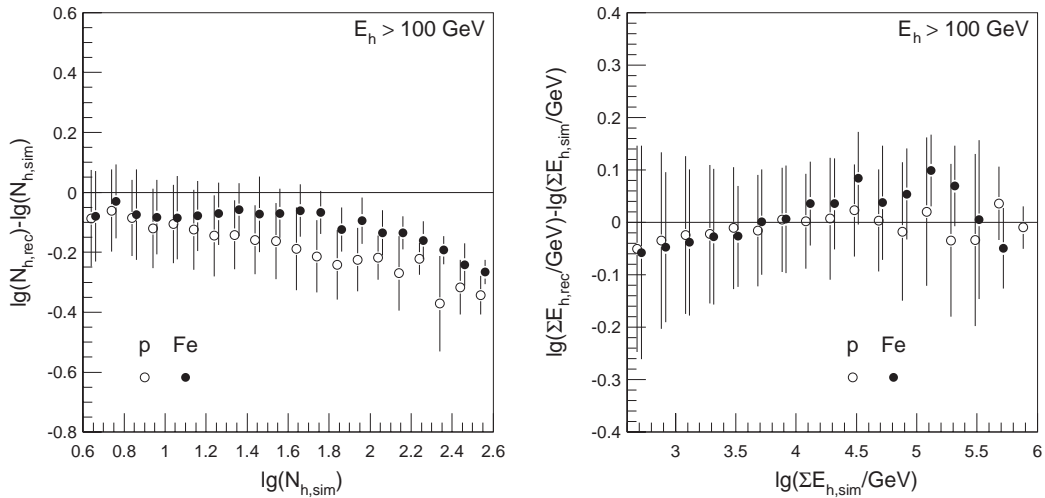 E_h > 100 GeV
lg(N_h,rec)-lg(N_h,sim)
0.6
0.4
0.2
0
-0.2
-0.4
-0.6
-0.8
p Fe
0.6 0.8 1 1.2 1.4 1.6 1.8 2 2.2 2.4 2.6
lg(N_h,sim)
E_h > 100 GeV
lg(ΣE_h,rec/GeV)-lg(ΣE_h,sim/GeV)
0.4
0.3
0.2
0.1
0
-0.1
-0.2
-0.3
-0.4
p Fe
3 3.5 4 4.5 5 5.5 6
lg(ΣE_h,sim/GeV)